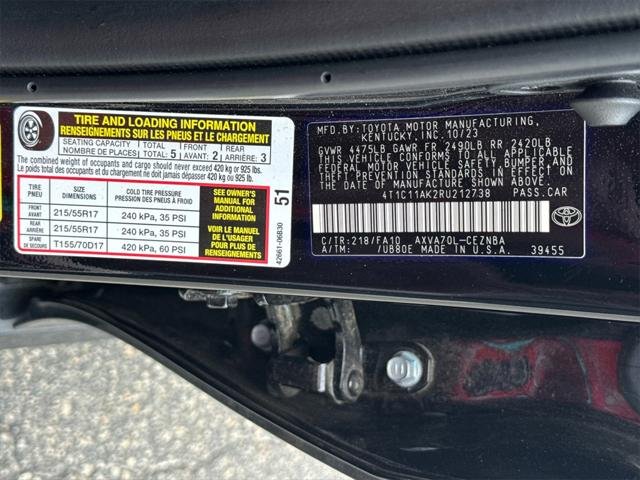 TIRE AND LOADING INFORMATION
RENSEIGNEMENTS SUR LES PNEUS ET LE CHARGEMENT
SEATING CAPACITY TOTAL FRONT REAR
NOMBRE DE PLACES TOTAL: 5 AVANT: 2 ARRIÈRE: 3
The combined weight of occupants and cargo should never exceed 420 kg or 925 lbs.
Le poids total des occupants et du chargement ne doit jamais dépasser 420 kg ou 925 lb.
TIRE SIZE COLD TIRE PRESSURE
PNEU DIMENSIONS PRESSION DES PNEUS À FROID
FRONT AVANT 215/55R17 240 kPa, 35 PSI
REAR ARRIÈRE 215/55R17 240 kPa, 35 PSI
SPARE DE SECOURS T155/70D17 420 kPa, 60 PSI
SEE OWNER'S MANUAL FOR ADDITIONAL INFORMATION
VOIR LE MANUEL DE L'USAGER POUR PLUS DE RENSEIGNEMENTS
51
42661-06B30
MFD.BY:TOYOTA MOTOR MANUFACTURING,
KENTUCKY, INC. 10/23
GVWR 4475LB GAWR FR 2490LB RR 2420LB
THIS VEHICLE CONFORMS TO ALL APPLICABLE
FEDERAL MOTOR VEHICLE SAFETY, BUMPER, AND
THEFT PREVENTION STANDARDS IN EFFECT ON
4T1C11AK2RU212738 PASS.CAR
C/TR:218/FA10 AXVA70L-CEZNBA
A/TM: /UB80E MADE IN U.S.A. 39455
TOYOTA